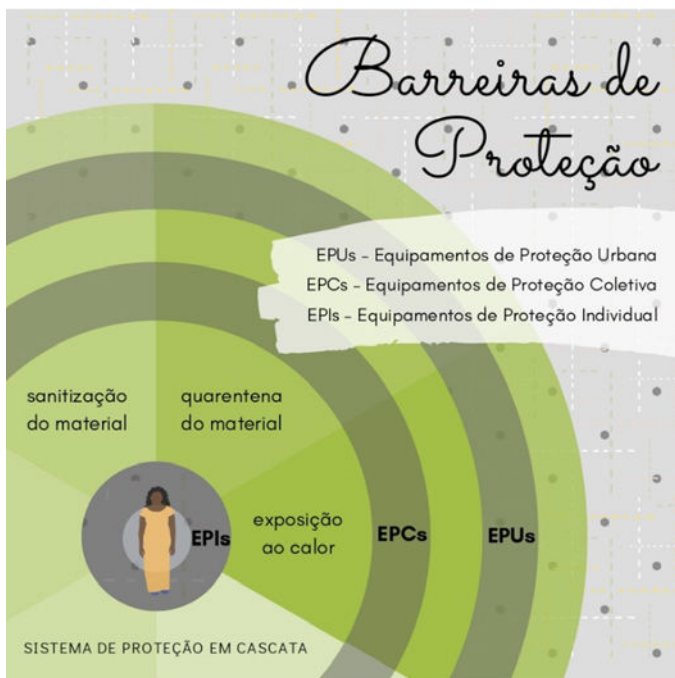 Barreiras de
Proteção
EPUs - Equipamentos de Proteção Urbana
EPCs - Equipamentos de Proteção Coletiva
EPIs - Equipamentos de Proteção Individual
sanitização
do material
quarentena
do material
exposição
ao calor
EPIs
EPCs
EPUs
SISTEMA DE PROTEÇÃO EM CASCATA